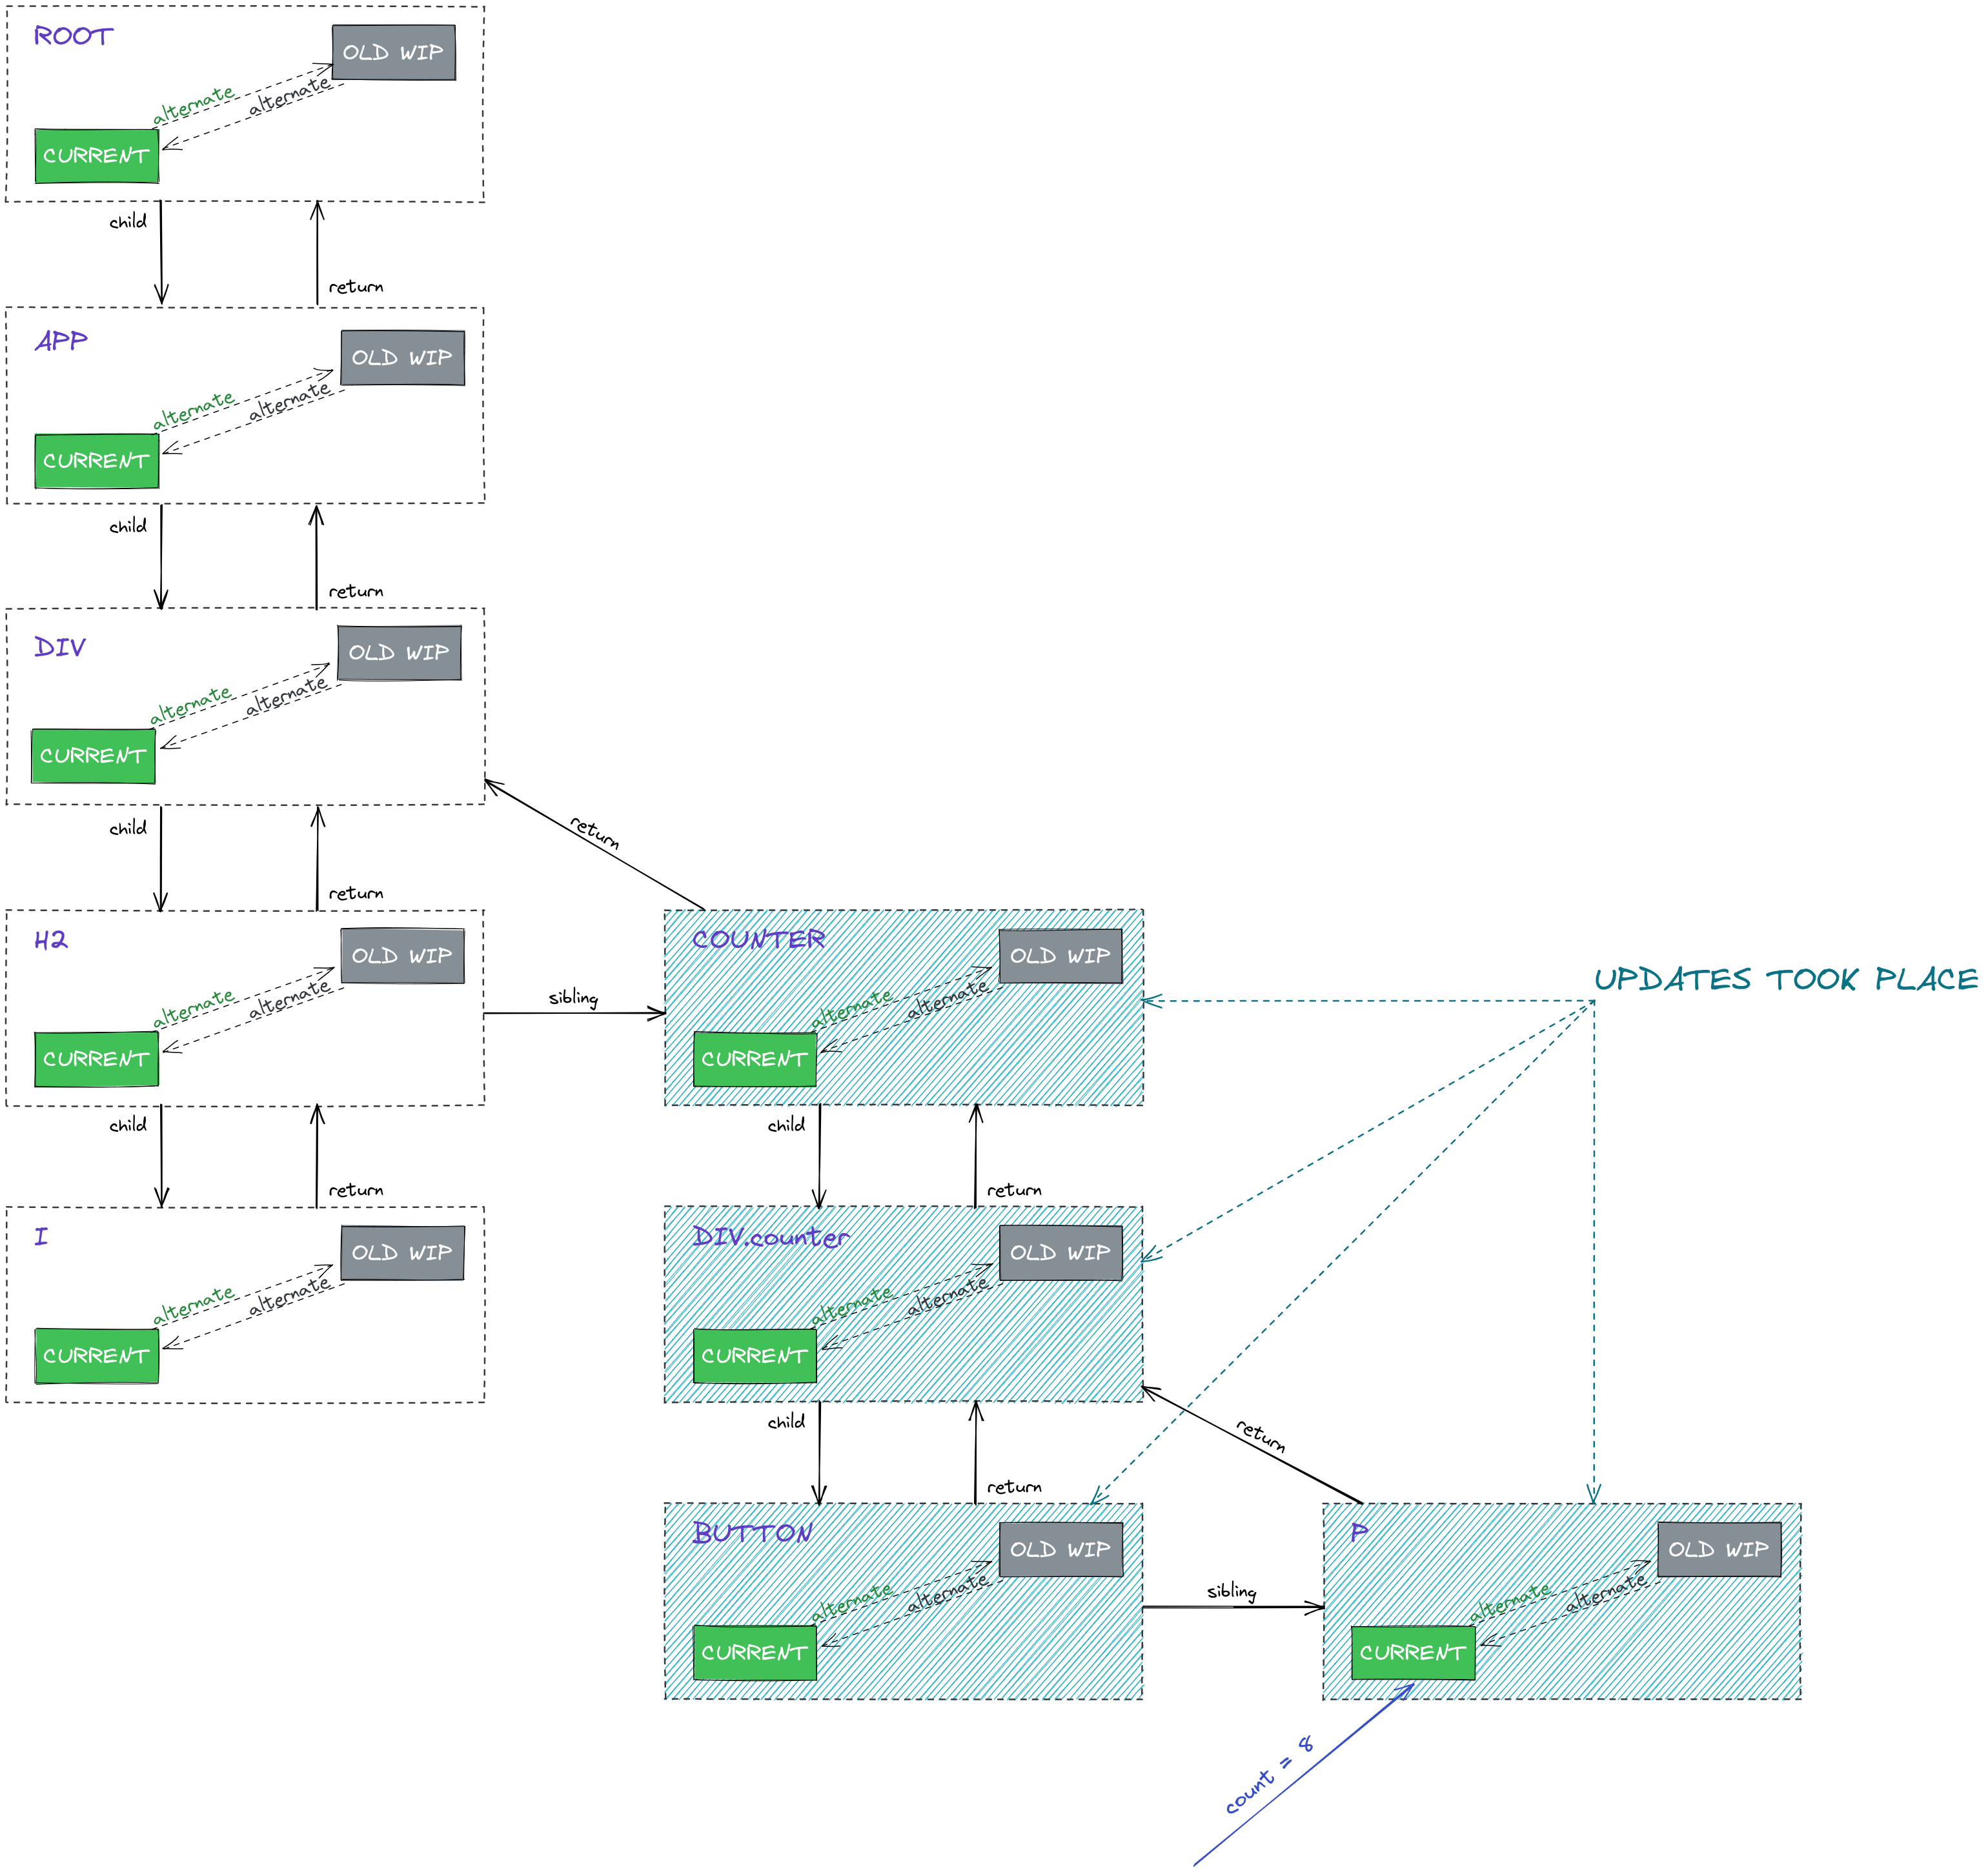 ROOT
OLD WIP
alternate
alternate
CURRENT
child
return
APP
OLD WIP
alternate
alternate
CURRENT
child
return
DIV
OLD WIP
alternate
alternate
CURRENT
child
return
return
H2
OLD WIP
alternate
alternate
CURRENT
sibling
COUNTER
OLD WIP
alternate
alternate
CURRENT
UPDATES TOOK PLACE
child
return
child
return
I
OLD WIP
alternate
alternate
CURRENT
DIV.counter
OLD WIP
alternate
alternate
CURRENT
child
return
return
BUTTON
OLD WIP
alternate
alternate
CURRENT
sibling
P
OLD WIP
alternate
alternate
CURRENT
count = 8